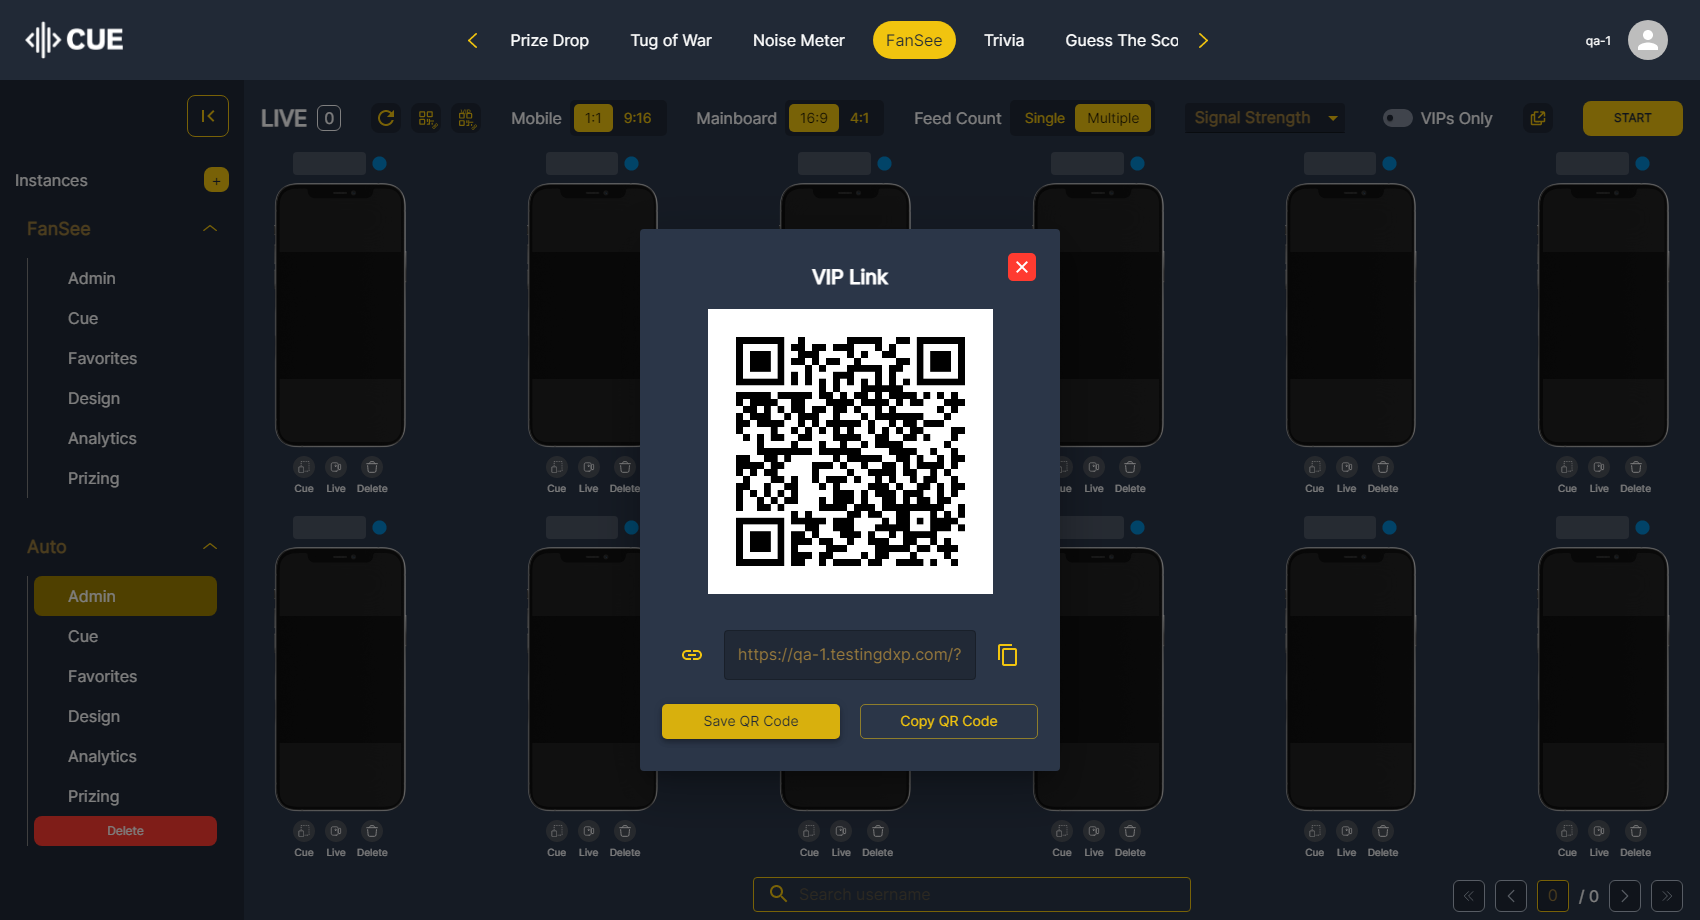 CUE
Prize Drop
Tug of War
Noise Meter
FanSee
Trivia
Guess The Sco
qa-1
LIVE 0
Mobile 1:1 9:16
Mainboard 16:9 4:1
Feed Count Single Multiple
Signal Strength
VIPs Only
START
Instances +
FanSee
Admin
Cue
Favorites
Design
Analytics
Prizing
Auto
Admin
Cue
Favorites
Design
Analytics
Prizing
Delete
Cue Live Delete
Cue Live Delete
ue Live Delete
Cue Live Delete
Cue Live Delete
VIP Link
https://qa-1.testingdxp.com/?
Save QR Code
Copy QR Code
Cue Live Delete
Cue Live Delete
Cue Live Delete
Cue Live Delete
Cue Live Delete
Cue Live Delete
Search username
0 / 0